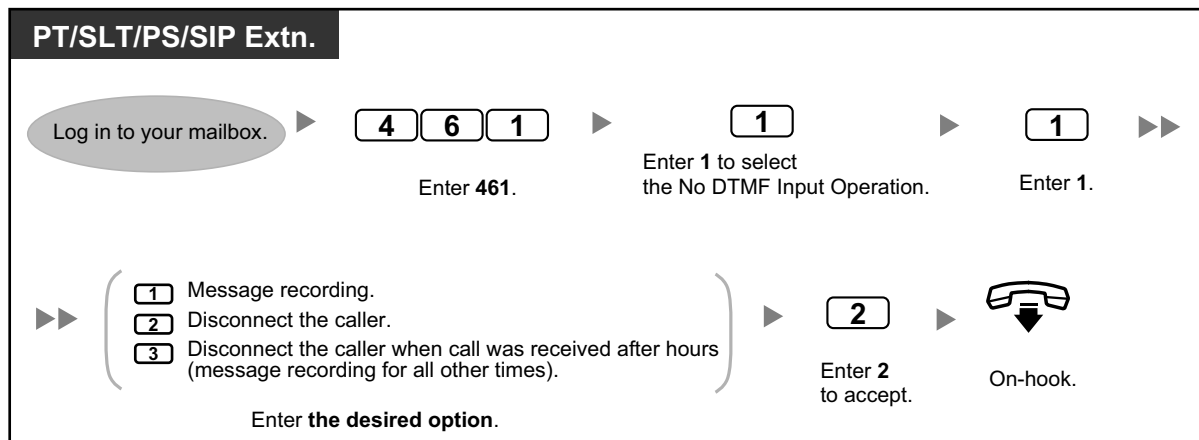 PT/SLT/PS/SIP Extn.
Log in to your mailbox.
4 6 1
Enter 461.
1
Enter 1 to select
the No DTMF Input Operation.
1
Enter 1.
1 Message recording.
2 Disconnect the caller.
3 Disconnect the caller when call was received after hours
(message recording for all other times).
Enter the desired option.
2
Enter 2
to accept.
On-hook.